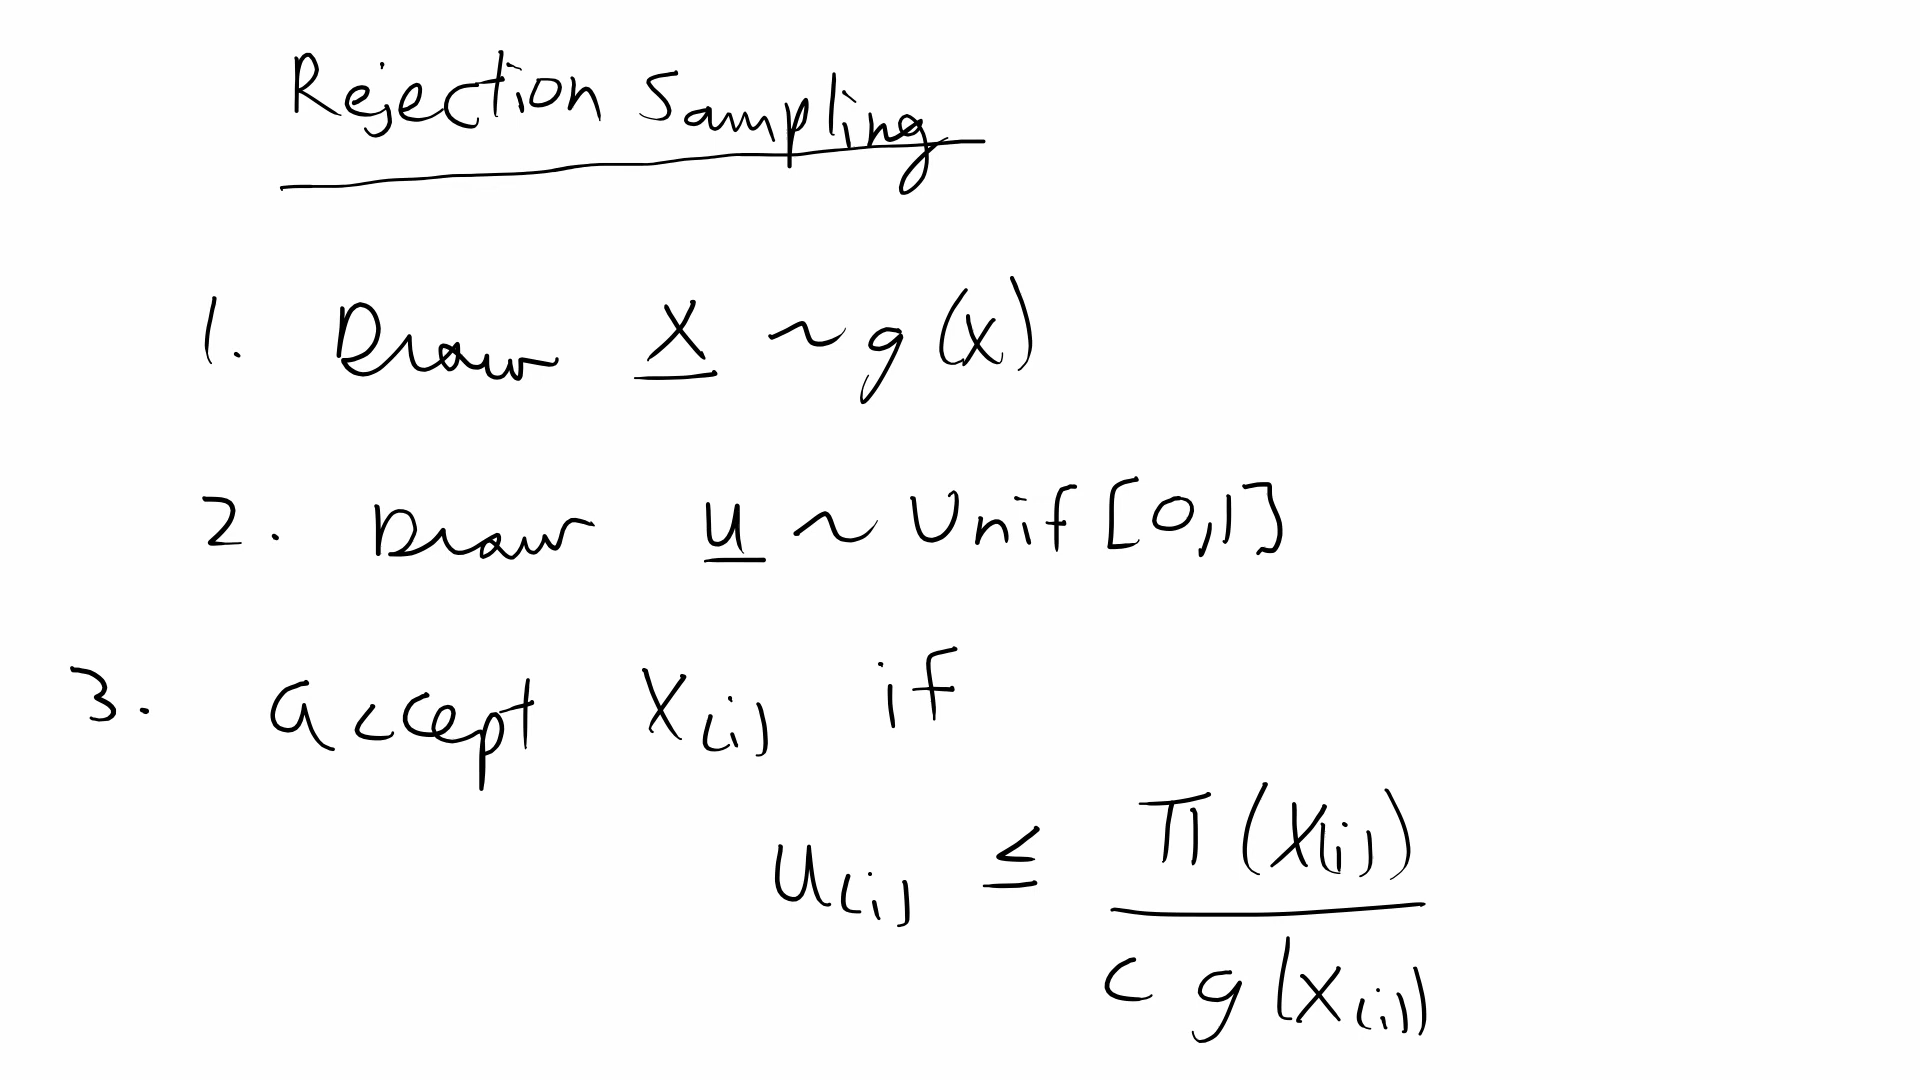 Rejection Sampling
1. Draw X ~ g(x)
2. Draw u ~ Unif [0,1]
3. accept X(i) if
u(i) ≤ π(X(i))
c g(x(i))